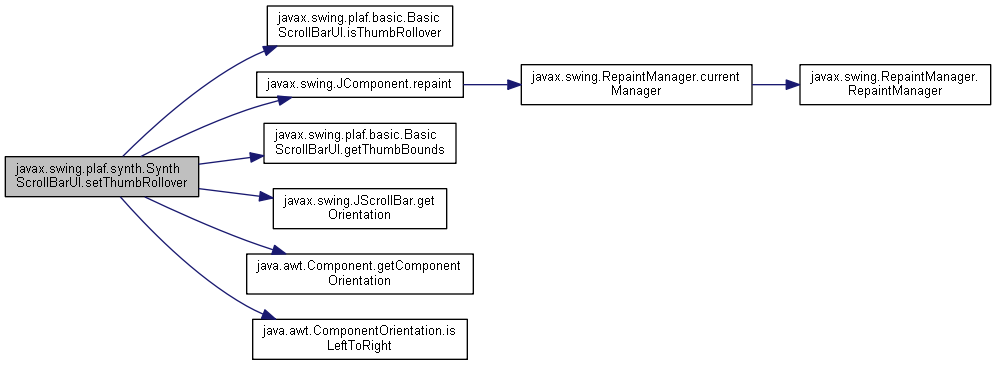 javax.swing.plaf.basic.Basic
ScrollBarUI.isThumbRollover
javax.swing.JComponent.repaint
javax.swing.RepaintManager.current
Manager
javax.swing.RepaintManager.
RepaintManager
javax.swing.plaf.basic.Basic
ScrollBarUI.getThumbBounds
javax.swing.plaf.synth.Synth
ScrollBarUI.setThumbRollover
javax.swing.JScrollBar.get
Orientation
java.awt.Component.getComponent
Orientation
java.awt.ComponentOrientation.is
LeftToRight